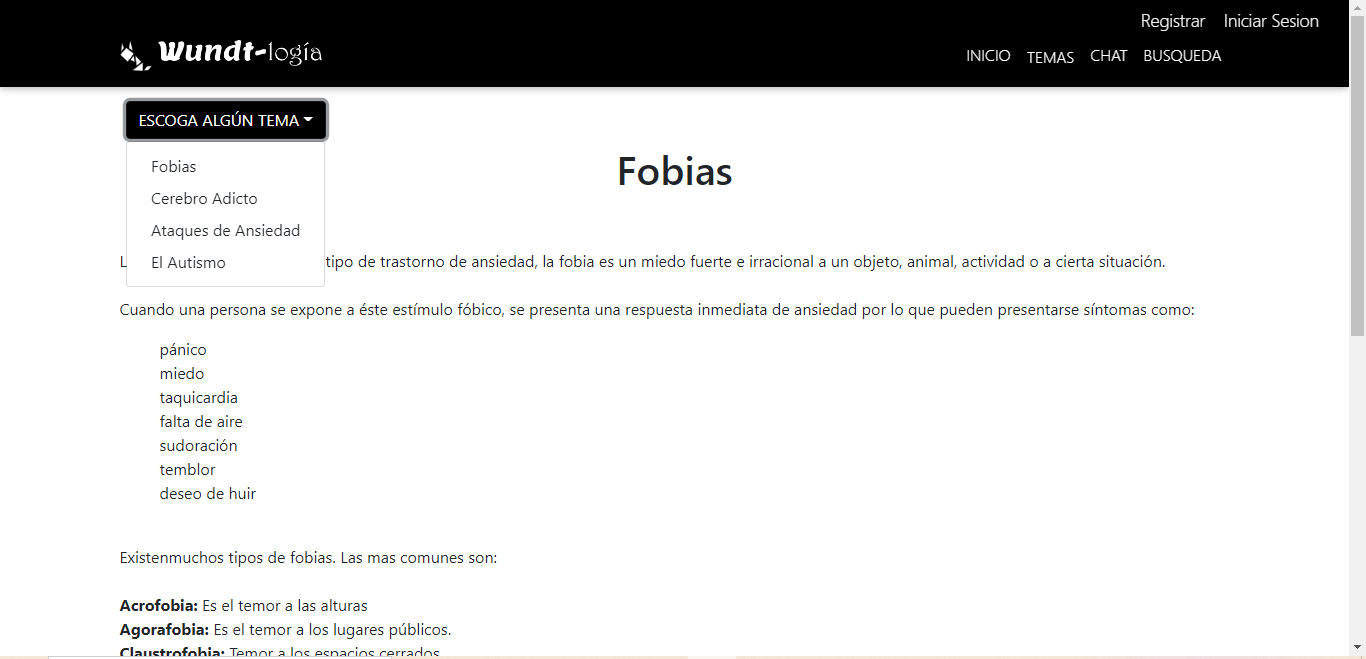 Registrar Iniciar Sesion
Wundt-logía
INICIO TEMAS CHAT BUSQUEDA
ESCOGA ALGÚN TEMA
Fobias
Cerebro Adicto
Ataques de Ansiedad
El Autismo
Fobias
tipo de trastorno de ansiedad, la fobia es un miedo fuerte e irracional a un objeto, animal, actividad o a cierta situación.
Cuando una persona se expone a éste estímulo fóbico, se presenta una respuesta inmediata de ansiedad por lo que pueden presentarse síntomas como:
pánico
miedo
taquicardia
falta de aire
sudoración
temblor
deseo de huir
Existenmuchos tipos de fobias. Las mas comunes son:
Acrofobia: Es el temor a las alturas
Agorafobia: Es el temor a los lugares públicos.
Claustrofobia: Temor a los espacios cerrados